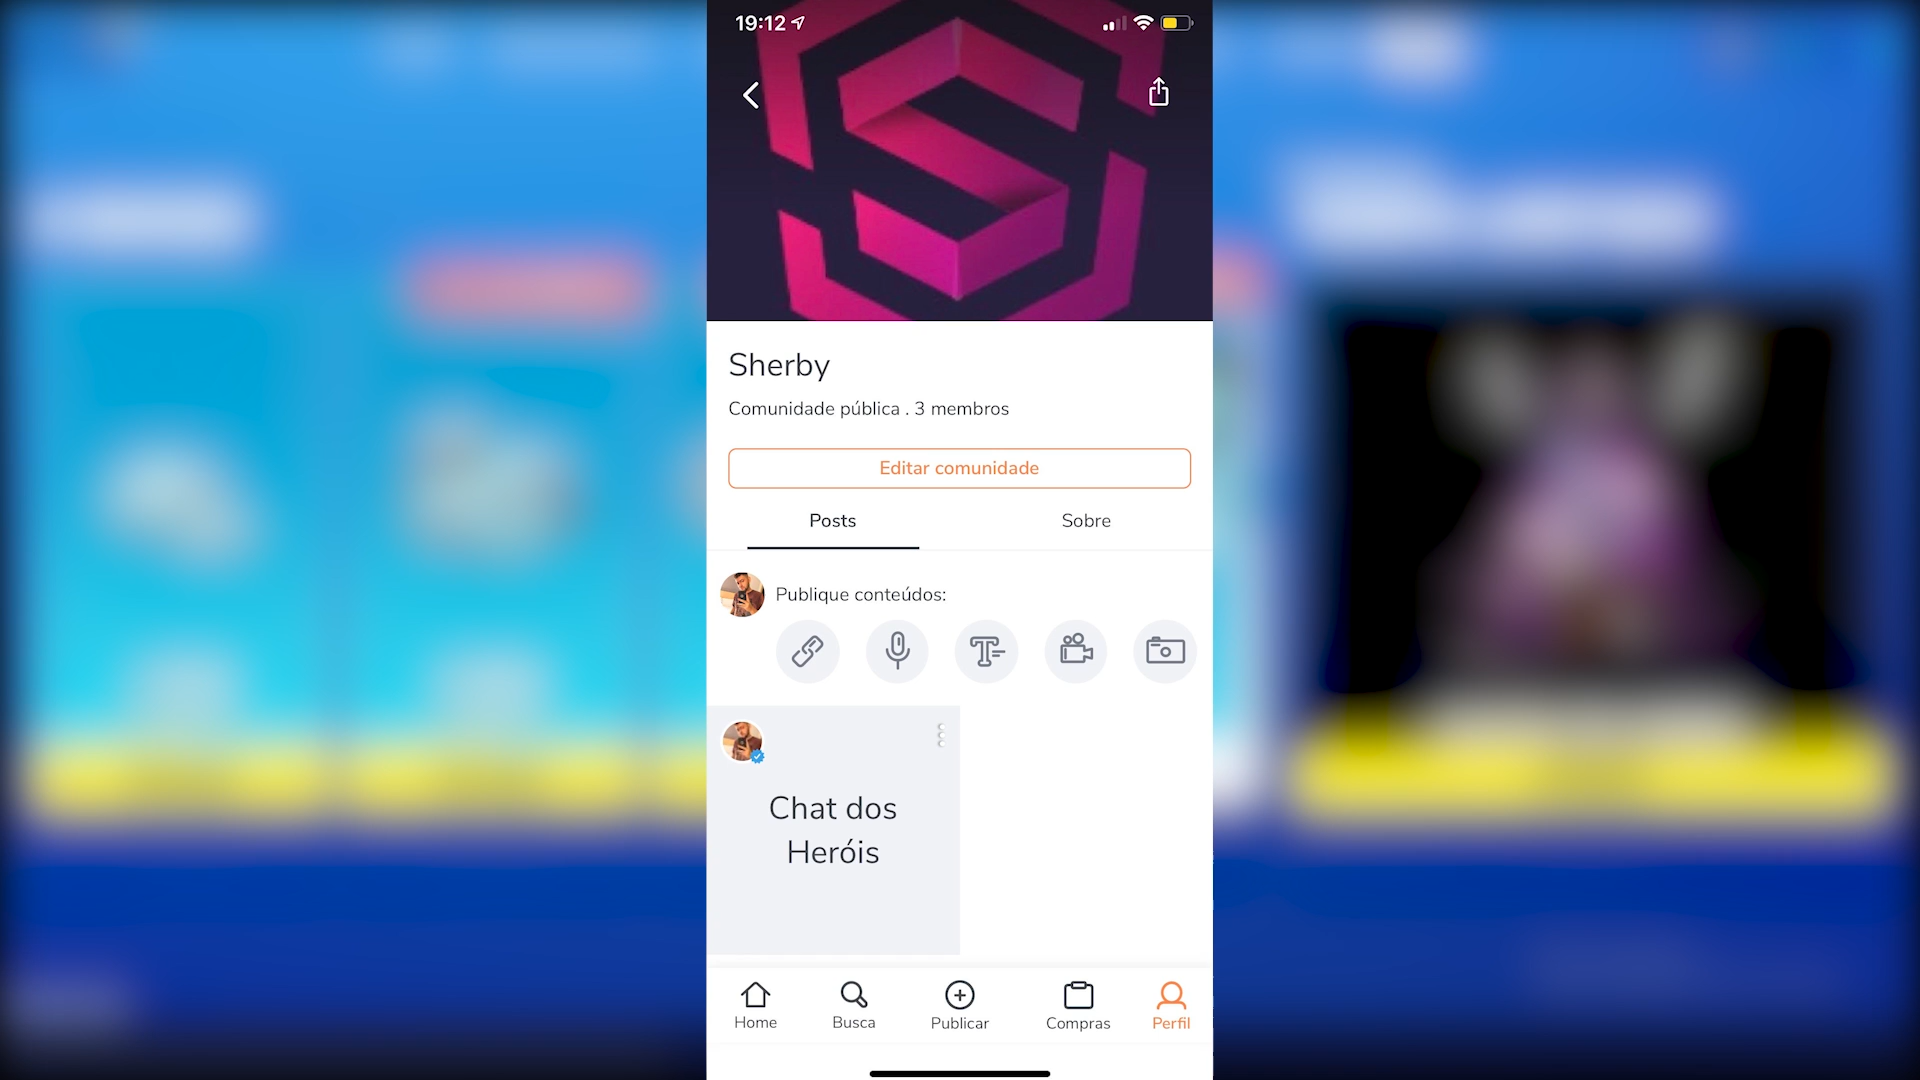 19:12
Sherby
Comunidade pública . 3 membros
Editar comunidade
Posts
Sobre
Publique conteúdos:
Chat dos
Heróis
Home
Busca
Publicar
Compras
Perfil